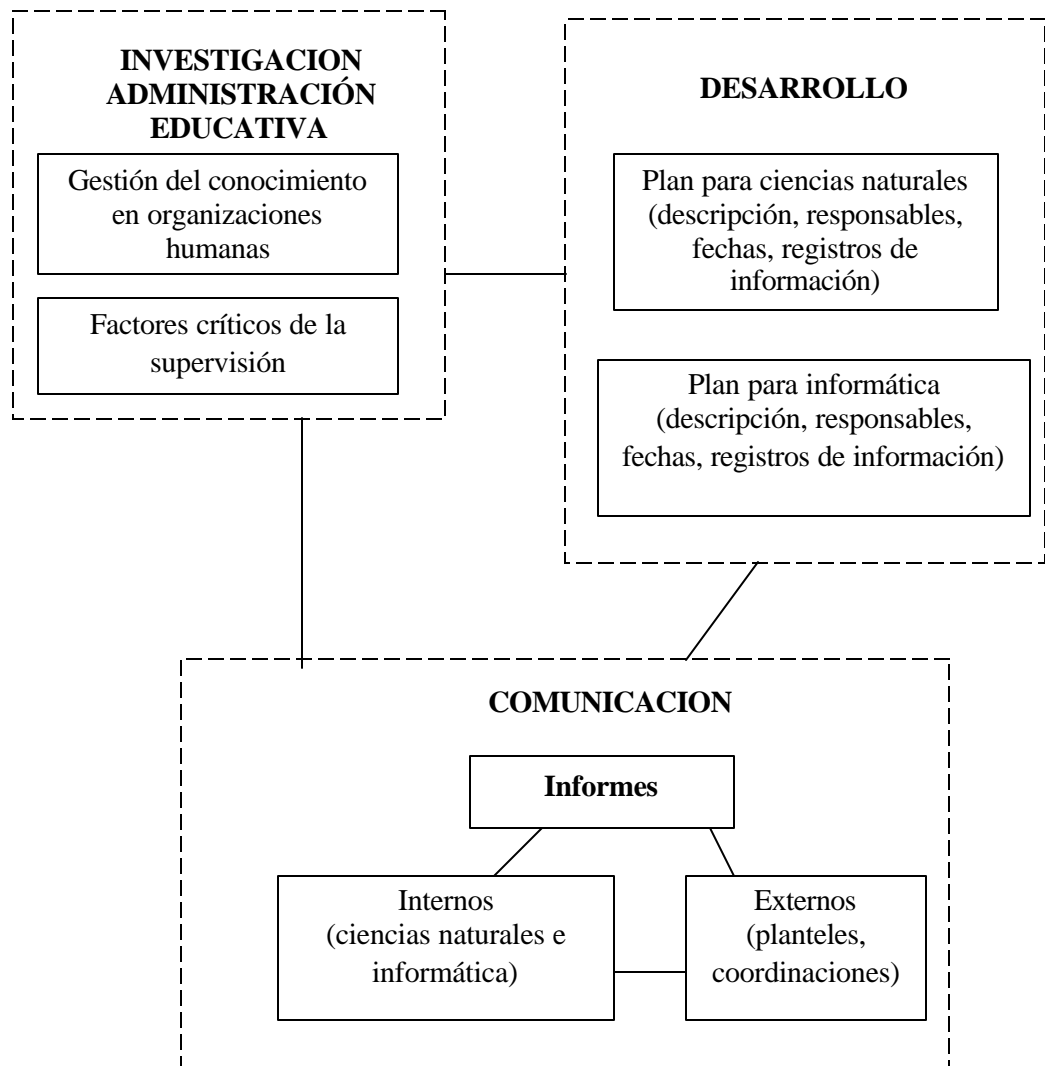 INVESTIGACION
ADMINISTRACIÓN
EDUCATIVA
Gestión del conocimiento
en organizaciones
humanas
Factores críticos de la
supervisión
DESARROLLO
Plan para ciencias naturales
(descripción, responsables,
fechas, registros de
información)
Plan para informática
(descripción, responsables,
fechas, registros de información)
COMUNICACION
Informes
Internos
(ciencias naturales e
informática)
Externos
(planteles,
coordinaciones)